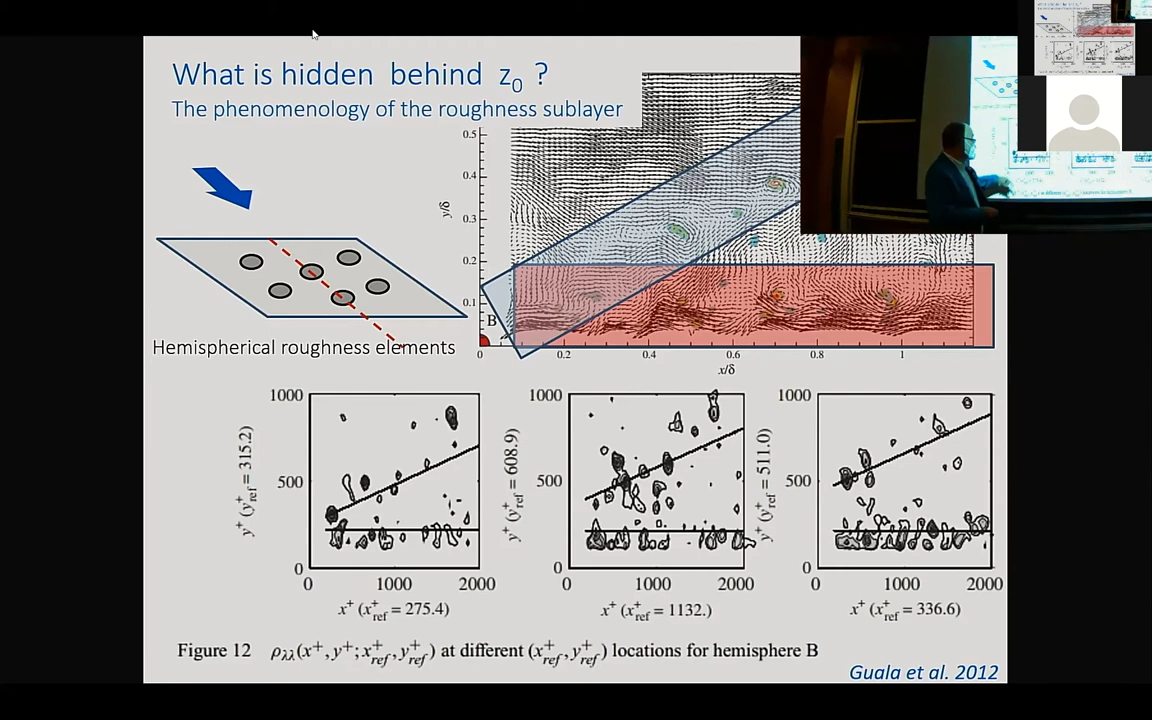 What is hidden behind z₀ ?
The phenomenology of the roughness sublayer
0.5
0.4
0.3
0.2
0.1
y/δ
B
0 0.2 0.4 0.6 0.8 1
x/δ
Hemispherical roughness elements
1000
500
0
y⁺ (y⁺ref = 315.2)
0 1000 2000
x⁺ (x⁺ref = 275.4)
1000
500
0
y⁺ (y⁺ref = 608.9)
0 1000 2000
x⁺ (x⁺ref = 1132.)
1000
500
0
y⁺ (y⁺ref = 511.0)
0 1000 2000
x⁺ (x⁺ref = 336.6)
Figure 12 ρλλ(x⁺, y⁺; x⁺ref, y⁺ref) at different (x⁺ref, y⁺ref) locations for hemisphere B
Guala et al. 2012